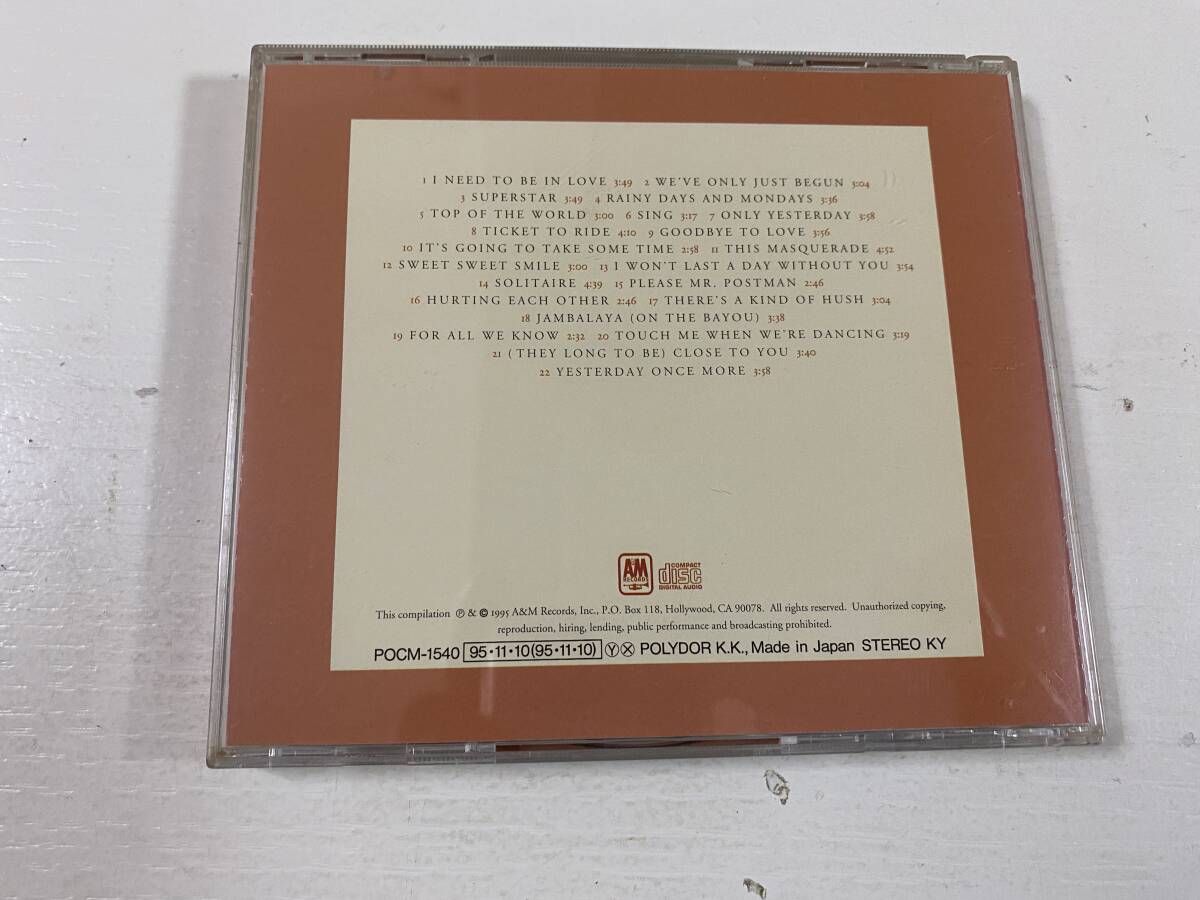 1 I NEED TO BE IN LOVE 3:49 2 WE'VE ONLY JUST BEGUN 3:04
3 SUPERSTAR 3:49 4 RAINY DAYS AND MONDAYS 3:36
5 TOP OF THE WORLD 3:00 6 SING 3:17 7 ONLY YESTERDAY 3:58
8 TICKET TO RIDE 4:10 9 GOODBYE TO LOVE 3:56
10 IT'S GOING TO TAKE SOME TIME 2:58 11 THIS MASQUERADE 4:52
12 SWEET SWEET SMILE 3:00 13 I WON'T LAST A DAY WITHOUT YOU 3:54
14 SOLITAIRE 4:39 15 PLEASE MR. POSTMAN 2:46
16 HURTING EACH OTHER 2:46 17 THERE'S A KIND OF HUSH 3:04
18 JAMBALAYA (ON THE BAYOU) 3:38
19 FOR ALL WE KNOW 2:32 20 TOUCH ME WHEN WE'RE DANCING 3:19
21 (THEY LONG TO BE) CLOSE TO YOU 3:40
22 YESTERDAY ONCE MORE 3:58
AM RECORDS
COMPACT disc DIGITAL AUDIO
This compilation ℗ & © 1995 A&M Records, Inc., P.O. Box 118, Hollywood, CA 90078. All rights reserved. Unauthorized copying,
reproduction, hiring, lending, public performance and broadcasting prohibited.
POCM-1540 95・11・10(95・11・10) Ⓨ Ⓧ POLYDOR K.K., Made in Japan STEREO KY